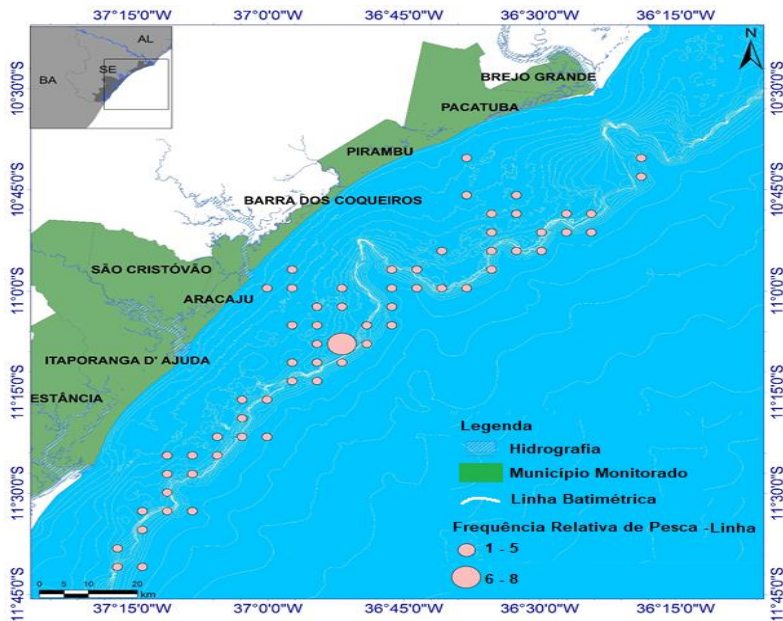 37°15'0"W 37°0'0"W 36°45'0"W 36°30'0"W 36°15'0"W
AL
SE
BA
N
10°30'0"S 10°30'0"S
BREJO GRANDE
PACATUBA
PIRAMBU
10°45'0"S 10°45'0"S
BARRA DOS COQUEIROS
SÃO CRISTÓVÃO
11°0'0"S 11°0'0"S
ARACAJU
ITAPORANGA D' AJUDA
11°15'0"S 11°15'0"S
ESTÂNCIA
Legenda
Hidrografia
Município Monitorado
11°30'0"S 11°30'0"S
Linha Batimétrica
Frequência Relativa de Pesca -Linha
1 - 5
6 - 8
0 5 10 20
km
11°45'0"S 11°45'0"S
37°15'0"W 37°0'0"W 36°45'0"W 36°30'0"W 36°15'0"W